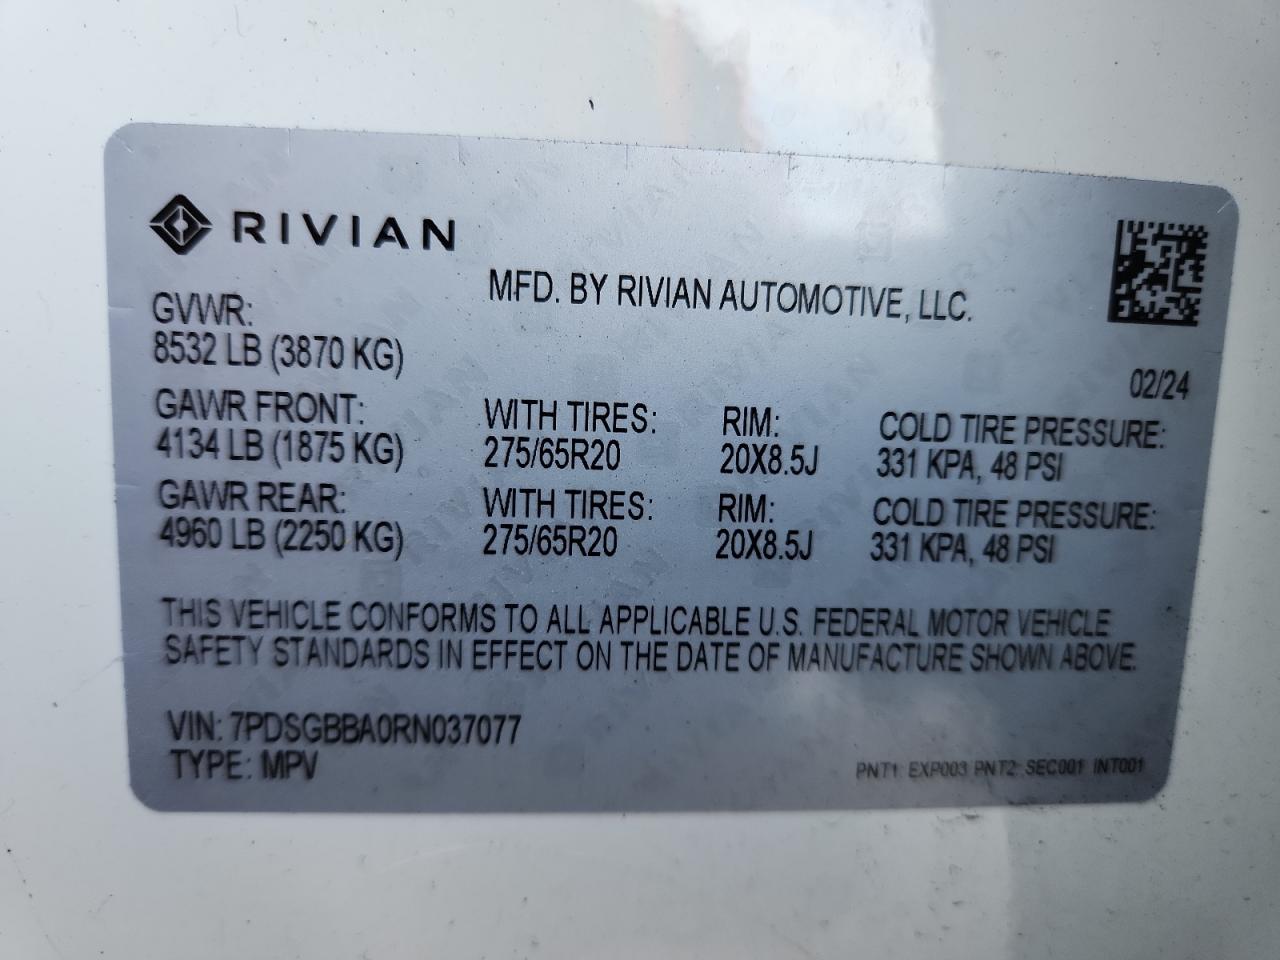 RIVIAN
MFD. BY RIVIAN AUTOMOTIVE, LLC.
GVWR:
8532 LB (3870 KG)
02/24
GAWR FRONT: WITH TIRES: RIM: COLD TIRE PRESSURE:
4134 LB (1875 KG) 275/65R20 20X8.5J 331 KPA, 48 PSI
GAWR REAR: WITH TIRES: RIM: COLD TIRE PRESSURE:
4960 LB (2250 KG) 275/65R20 20X8.5J 331 KPA, 48 PSI
THIS VEHICLE CONFORMS TO ALL APPLICABLE U.S. FEDERAL MOTOR VEHICLE
SAFETY STANDARDS IN EFFECT ON THE DATE OF MANUFACTURE SHOWN ABOVE.
VIN: 7PDSGBBA0RN037077
TYPE: MPV
PNT1: EXP003 PNT2: SEC001 INT001